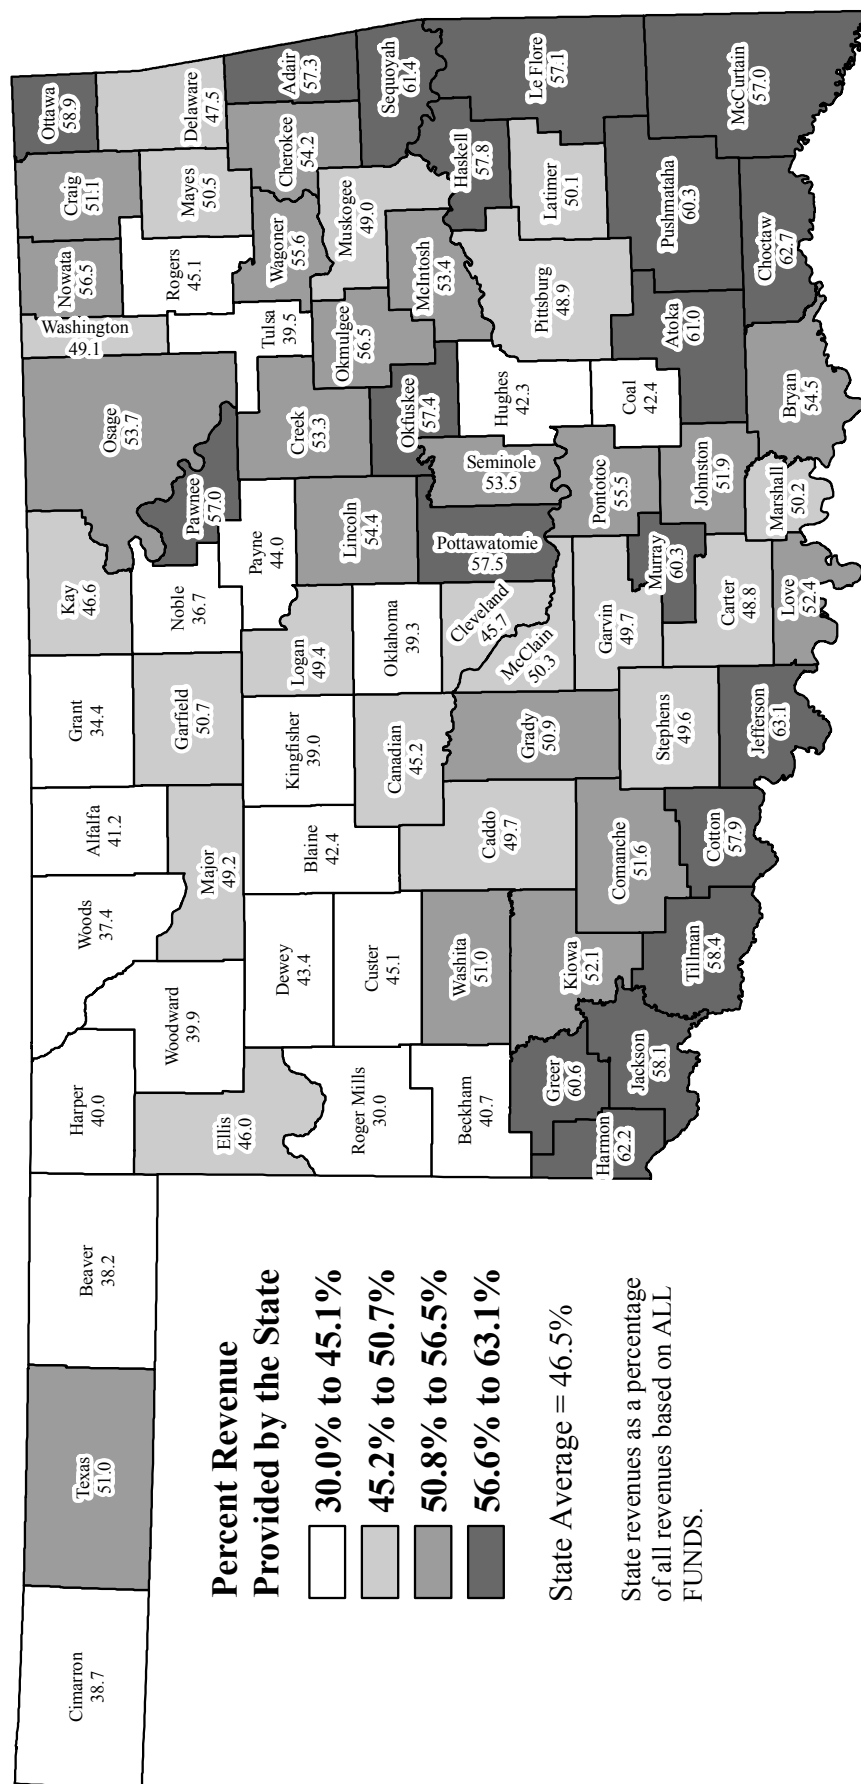 Cimarron
38.7
Texas
51.0
Beaver
38.2
Harper
40.0
Woods
37.4
Alfalfa
41.2
Grant
34.4
Kay
46.6
Osage
53.7
Washington
49.1
Nowata
56.5
Craig
51.1
Ottawa
58.9
Ellis
46.0
Woodward
39.9
Major
49.2
Garfield
50.7
Noble
36.7
Pawnee
57.0
Rogers
45.1
Mayes
50.5
Delaware
47.5
Roger Mills
30.0
Dewey
43.4
Blaine
42.4
Kingfisher
39.0
Logan
49.4
Payne
44.0
Creek
53.3
Tulsa
39.5
Wagoner
55.6
Cherokee
54.2
Adair
57.3
Custer
45.1
Canadian
45.2
Oklahoma
39.3
Lincoln
54.4
Okmulgee
56.5
Muskogee
49.0
Sequoyah
61.4
Beckham
40.7
Washita
51.0
Caddo
49.7
Grady
50.9
Cleveland
45.7
McClain
50.3
Pottawatomie
57.5
Seminole
53.5
Okfuskee
57.4
McIntosh
53.4
Haskell
57.8
Hughes
42.3
Pittsburg
48.9
Latimer
50.1
Le Flore
57.1
Harmon
62.2
Greer
60.6
Kiowa
52.1
Jackson
58.1
Tillman
58.4
Comanche
51.6
Cotton
57.9
Stephens
49.6
Jefferson
63.1
Garvin
49.7
Murray
60.3
Carter
48.8
Love
52.4
Pontotoc
55.5
Johnston
51.9
Marshall
50.2
Coal
42.4
Atoka
61.0
Bryan
54.5
Pushmataha
60.3
Choctaw
62.7
McCurtain
57.0
Percent Revenue
Provided by the State
30.0% to 45.1%
45.2% to 50.7%
50.8% to 56.5%
56.6% to 63.1%
State Average = 46.5%
State revenues as a percentage
of all revenues based on ALL
FUNDS.